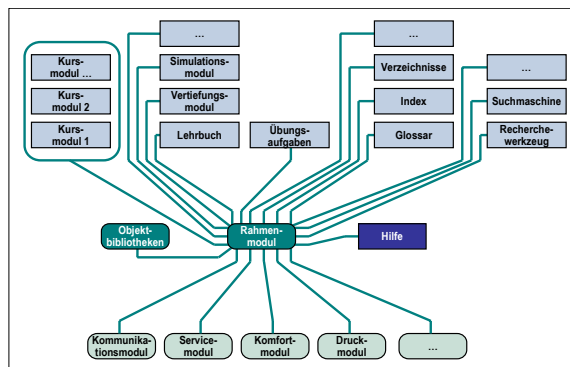 …
…
Kurs-
modul …
Simulations-
modul
Verzeichnisse
…
Kurs-
modul 2
Vertiefungs-
modul
Index
Suchmaschine
Kurs-
modul 1
Lehrbuch
Übungs-
aufgaben
Glossar
Recherche-
werkzeug
Objekt-
bibliotheken
Rahmen-
modul
Hilfe
Kommunika-
tionsmodul
Service-
modul
Komfort-
modul
Druck-
modul
…